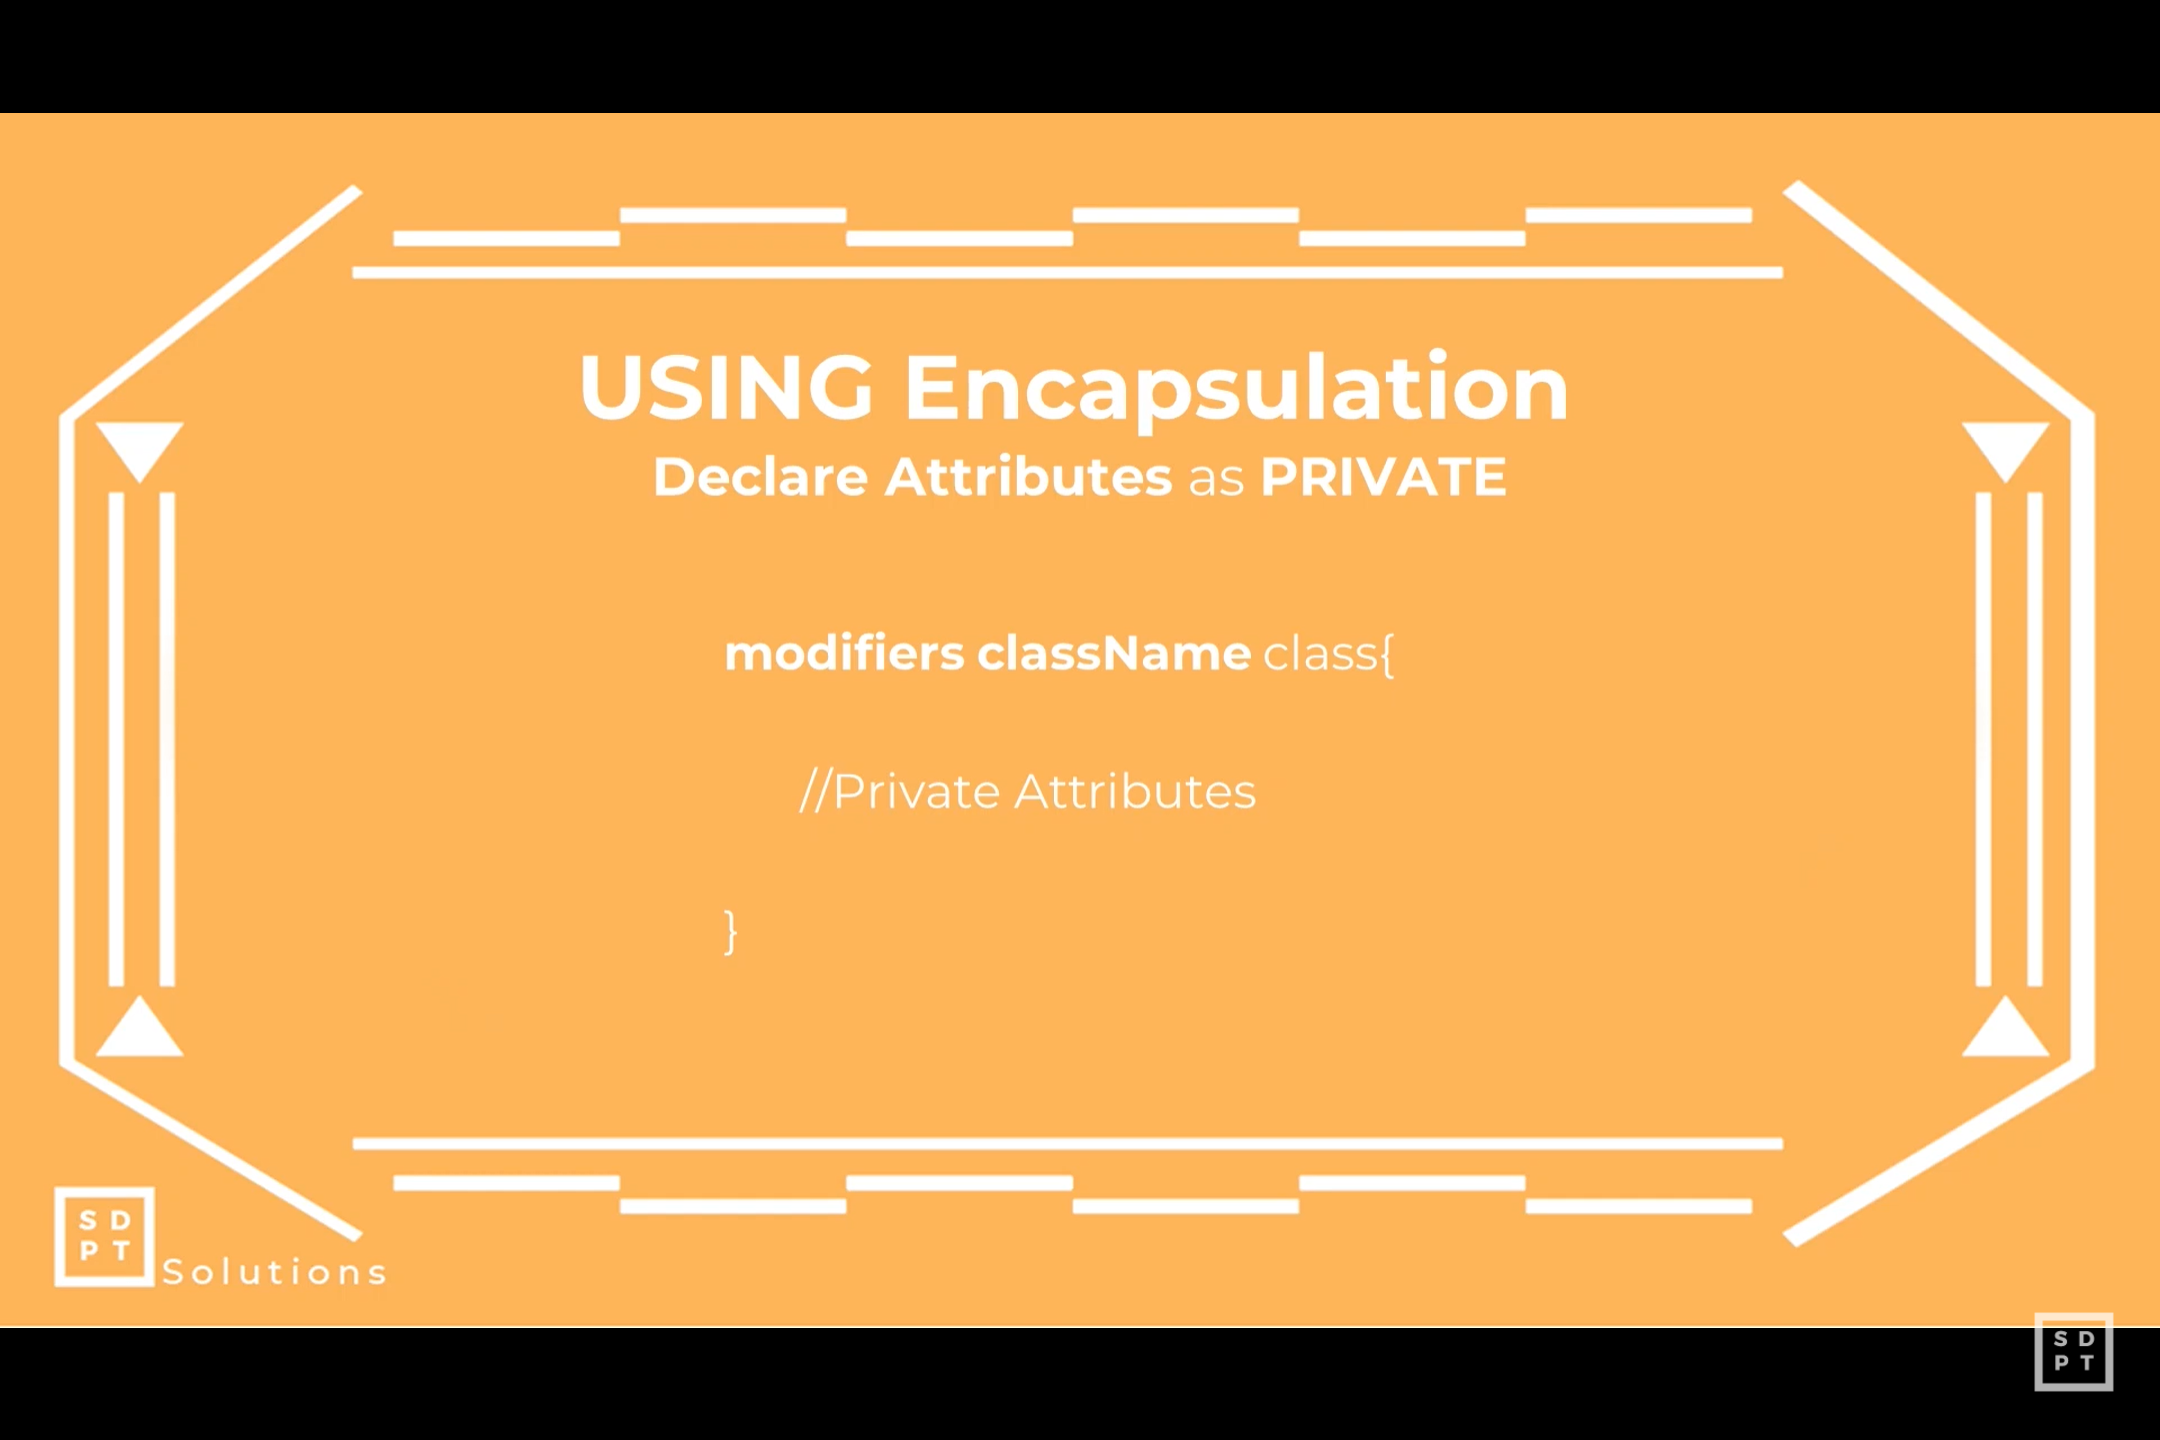 USING Encapsulation
Declare Attributes as PRIVATE
modifiers className class{
//Private Attributes
}
S D
P T
Solutions
S D
P T